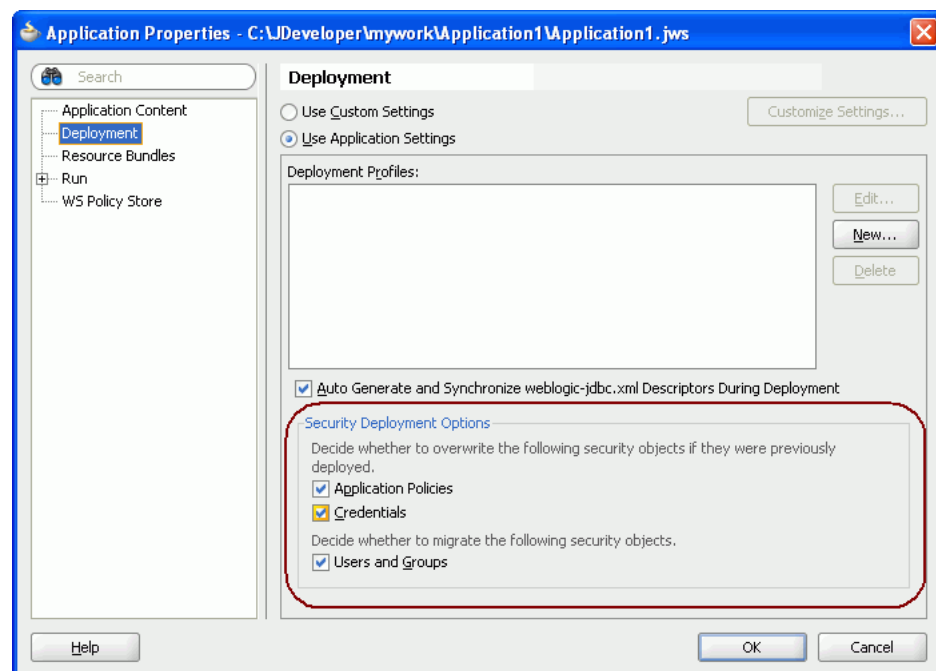 Application Properties - C:\JDeveloper\mywork\Application1\Application1.jws
Search
Application Content
Deployment
Resource Bundles
Run
WS Policy Store
Deployment
Use Custom Settings
Customize Settings...
Use Application Settings
Deployment Profiles:
Edit...
New...
Delete
Auto Generate and Synchronize weblogic-jdbc.xml Descriptors During Deployment
Security Deployment Options
Decide whether to overwrite the following security objects if they were previously
deployed.
Application Policies
Credentials
Decide whether to migrate the following security objects.
Users and Groups
Help
OK
Cancel